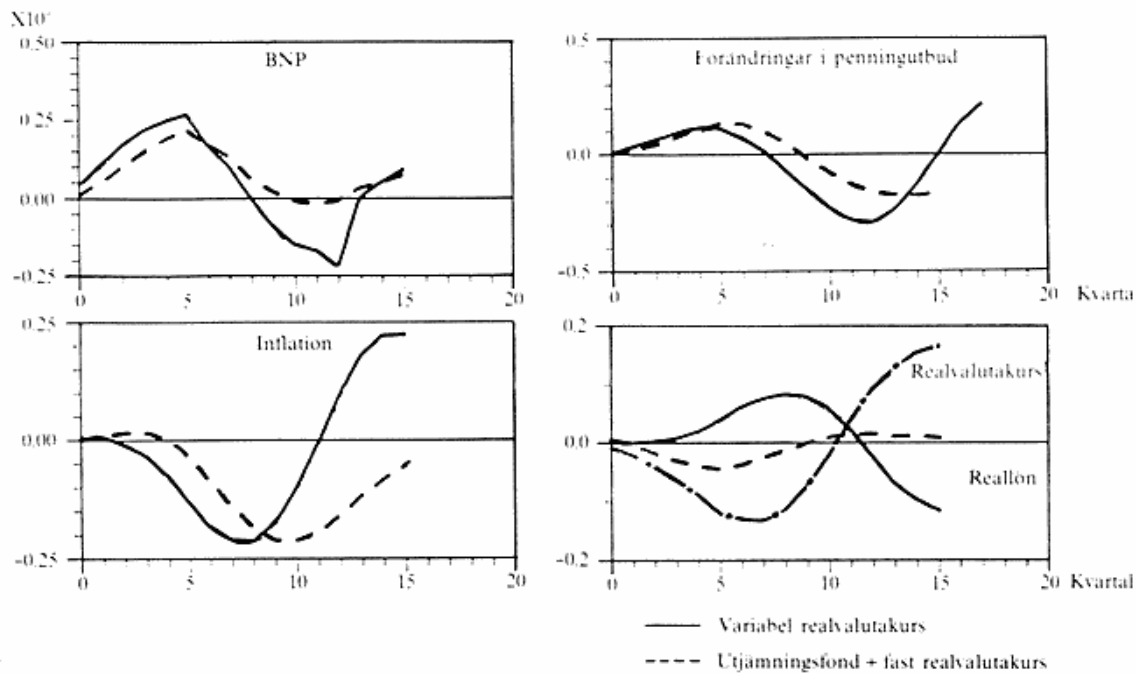 X10
0.50
BNP
0.25
0.00
-0.25
0 5 10 15 20
0.5
Förändringar i penningutbud
0.0
-0.5
0 5 10 15 20 Kvarta
0.25
Inflation
0.00
-0.25
0 5 10 15 20
0.2
Realvalutakurs
0.0
Reallön
-0.2
0 5 10 15 20 Kvartal
Variabel realvalutakurs
Utjämningsfond + fast realvalutakurs